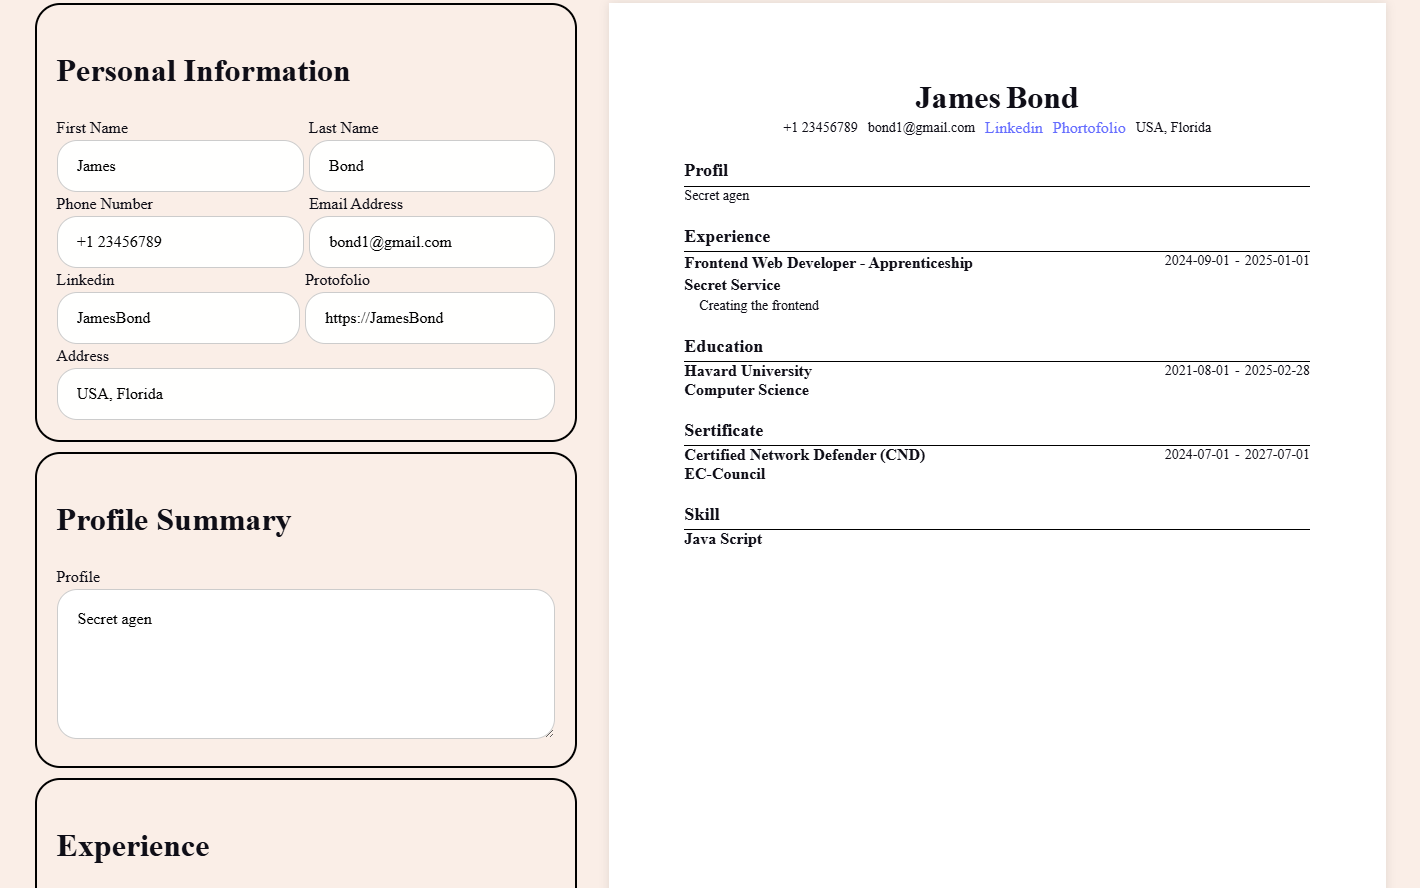 Personal Information
First Name Last Name
James Bond
Phone Number Email Address
+1 23456789 bond1@gmail.com
Linkedin Protofolio
JamesBond https://JamesBond
Address
USA, Florida
Profile Summary
Profile
Secret agen
Experience
James Bond
+1 23456789 bond1@gmail.com Linkedin Phortofolio USA, Florida
Profil
Secret agen
Experience
Frontend Web Developer - Apprenticeship 2024-09-01 - 2025-01-01
Secret Service
Creating the frontend
Education
Havard University 2021-08-01 - 2025-02-28
Computer Science
Sertificate
Certified Network Defender (CND) 2024-07-01 - 2027-07-01
EC-Council
Skill
Java Script